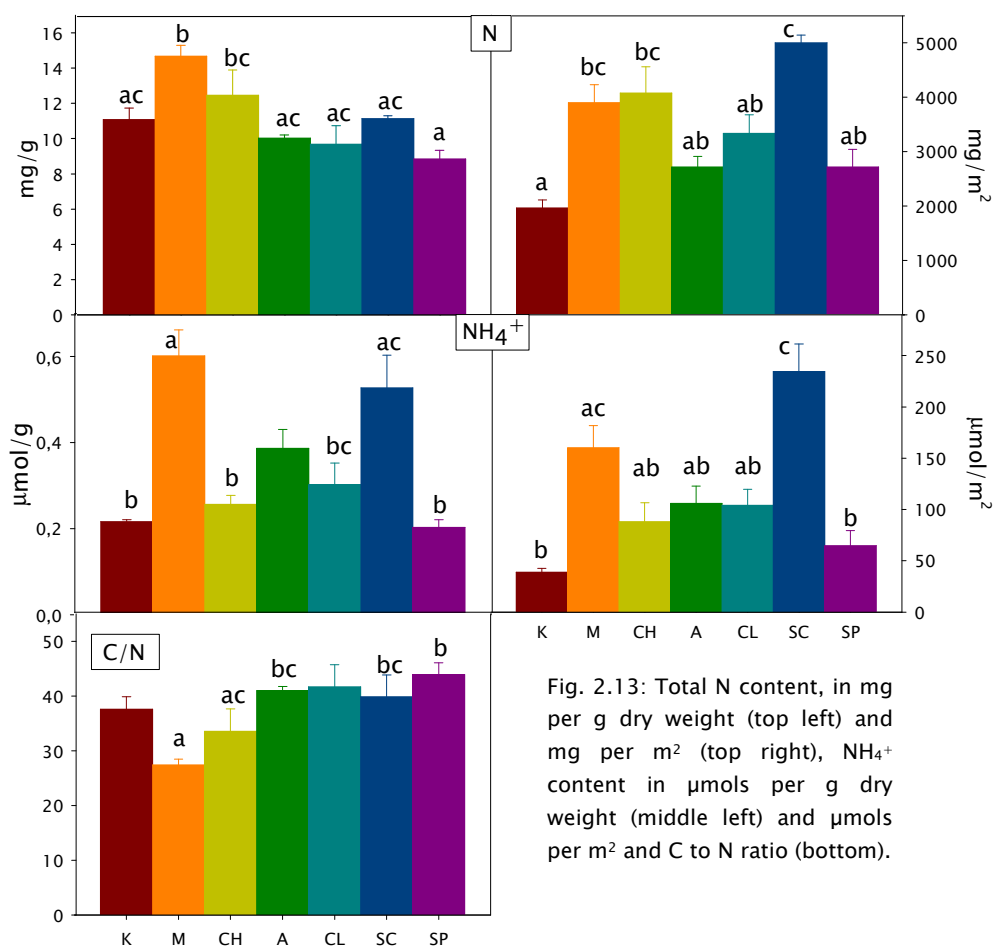 N
16
14
12
10
8
6
4
2
0
mg/g
ac
b
bc
ac
ac
ac
a
5000
4000
3000
2000
1000
0
mg/m²
a
bc
bc
ab
ab
c
ab
NH₄⁺
0,6
0,4
0,2
0,0
µmol/g
b
a
b
bc
ac
b
250
200
150
100
50
0
µmol/m²
b
ac
ab
ab
ab
c
b
K M CH A CL SC SP
C/N
50
40
30
20
10
0
a
ac
bc
bc
b
K M CH A CL SC SP
Fig. 2.13: Total N content, in mg
per g dry weight (top left) and
mg per m² (top right), NH₄⁺
content in µmols per g dry
weight (middle left) and µmols
per m² and C to N ratio (bottom).